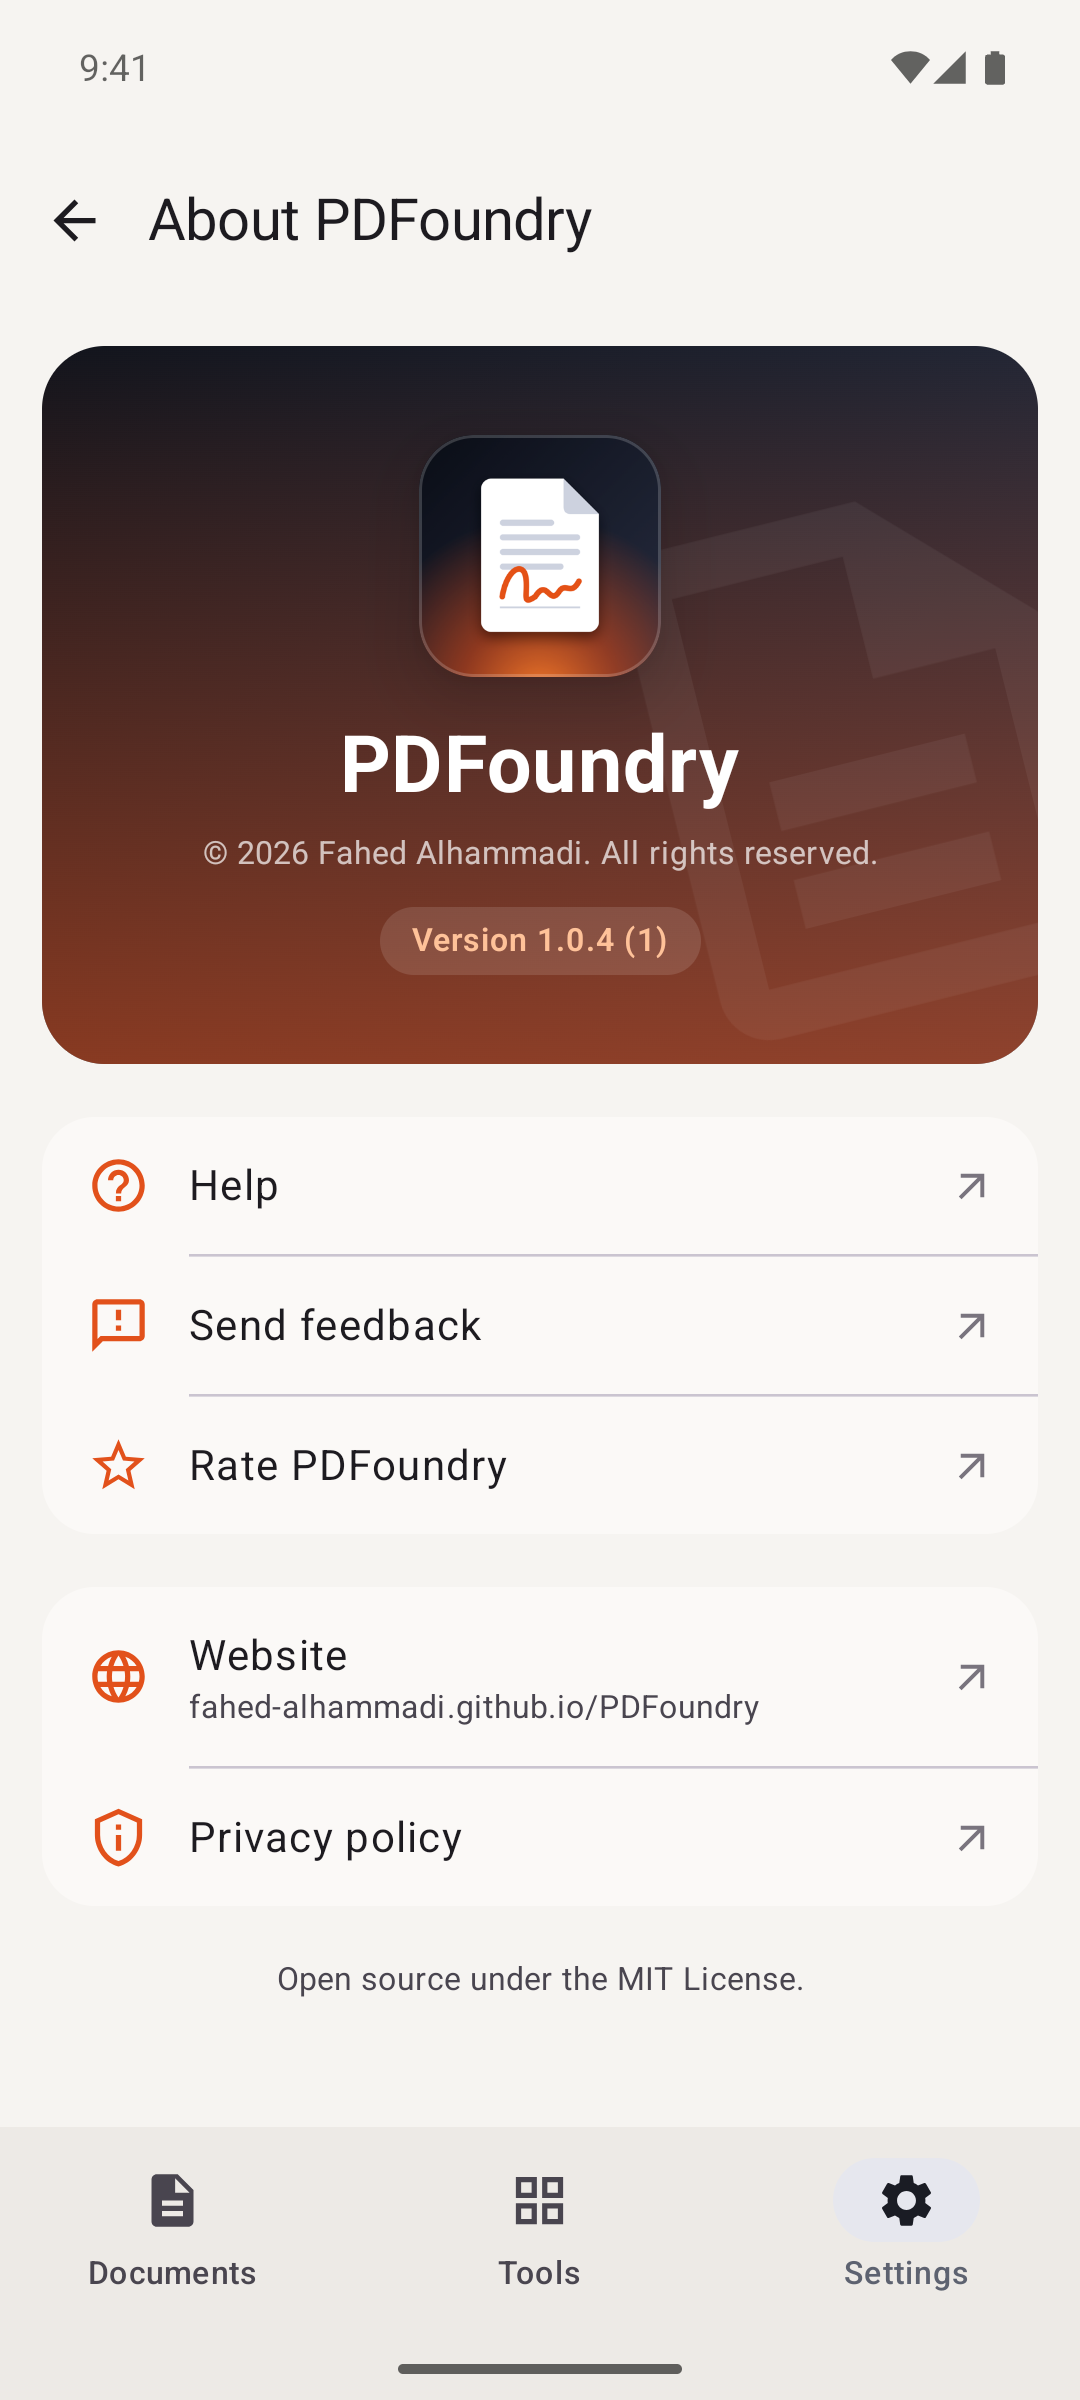 9:41
About PDFoundry
PDFoundry
© 2026 Fahed Alhammadi. All rights reserved.
Version 1.0.4 (1)
Help
Send feedback
Rate PDFoundry
Website
fahed-alhammadi.github.io/PDFoundry
Privacy policy
Open source under the MIT License.
Documents
Tools
Settings